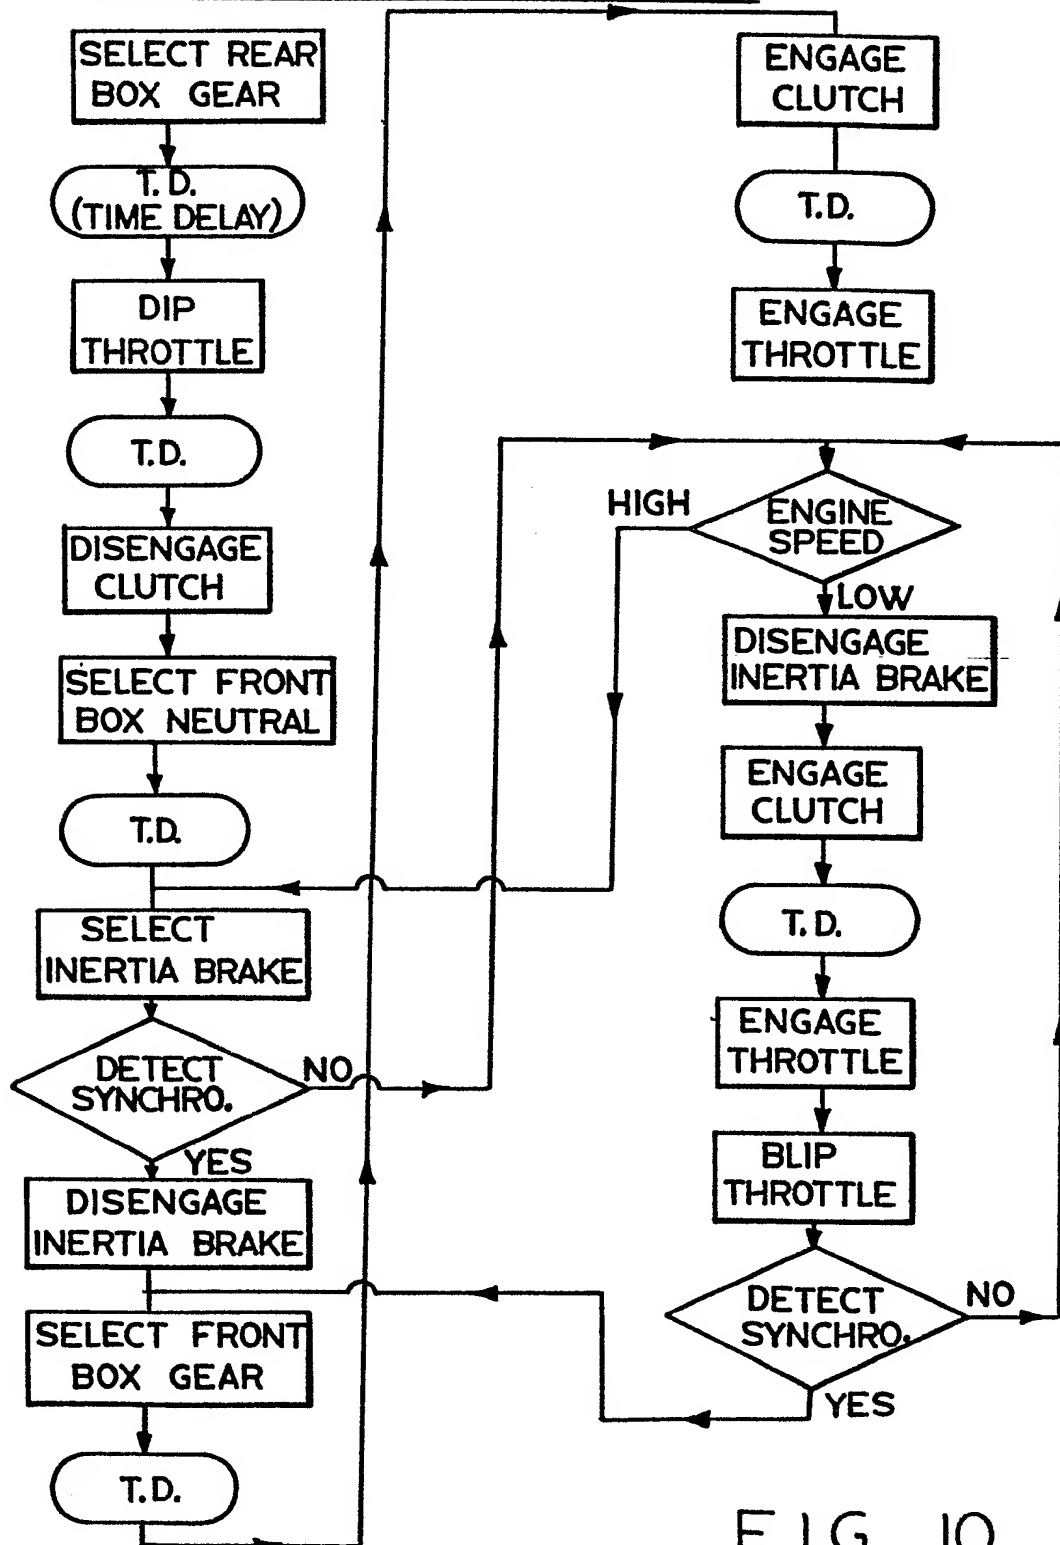 SELECT REAR
BOX GEAR
T.D.
(TIME DELAY)
DIP
THROTTLE
T.D.
DISENGAGE
CLUTCH
SELECT FRONT
BOX NEUTRAL
T.D.
SELECT
INERTIA BRAKE
DETECT
SYNCHRO.
NO
YES
DISENGAGE
INERTIA BRAKE
SELECT FRONT
BOX GEAR
T.D.
ENGAGE
CLUTCH
T.D.
ENGAGE
THROTTLE
HIGH
ENGINE
SPEED
LOW
DISENGAGE
INERTIA BRAKE
ENGAGE
CLUTCH
T.D.
ENGAGE
THROTTLE
BLIP
THROTTLE
DETECT
SYNCHRO.
NO
YES
FIG 10